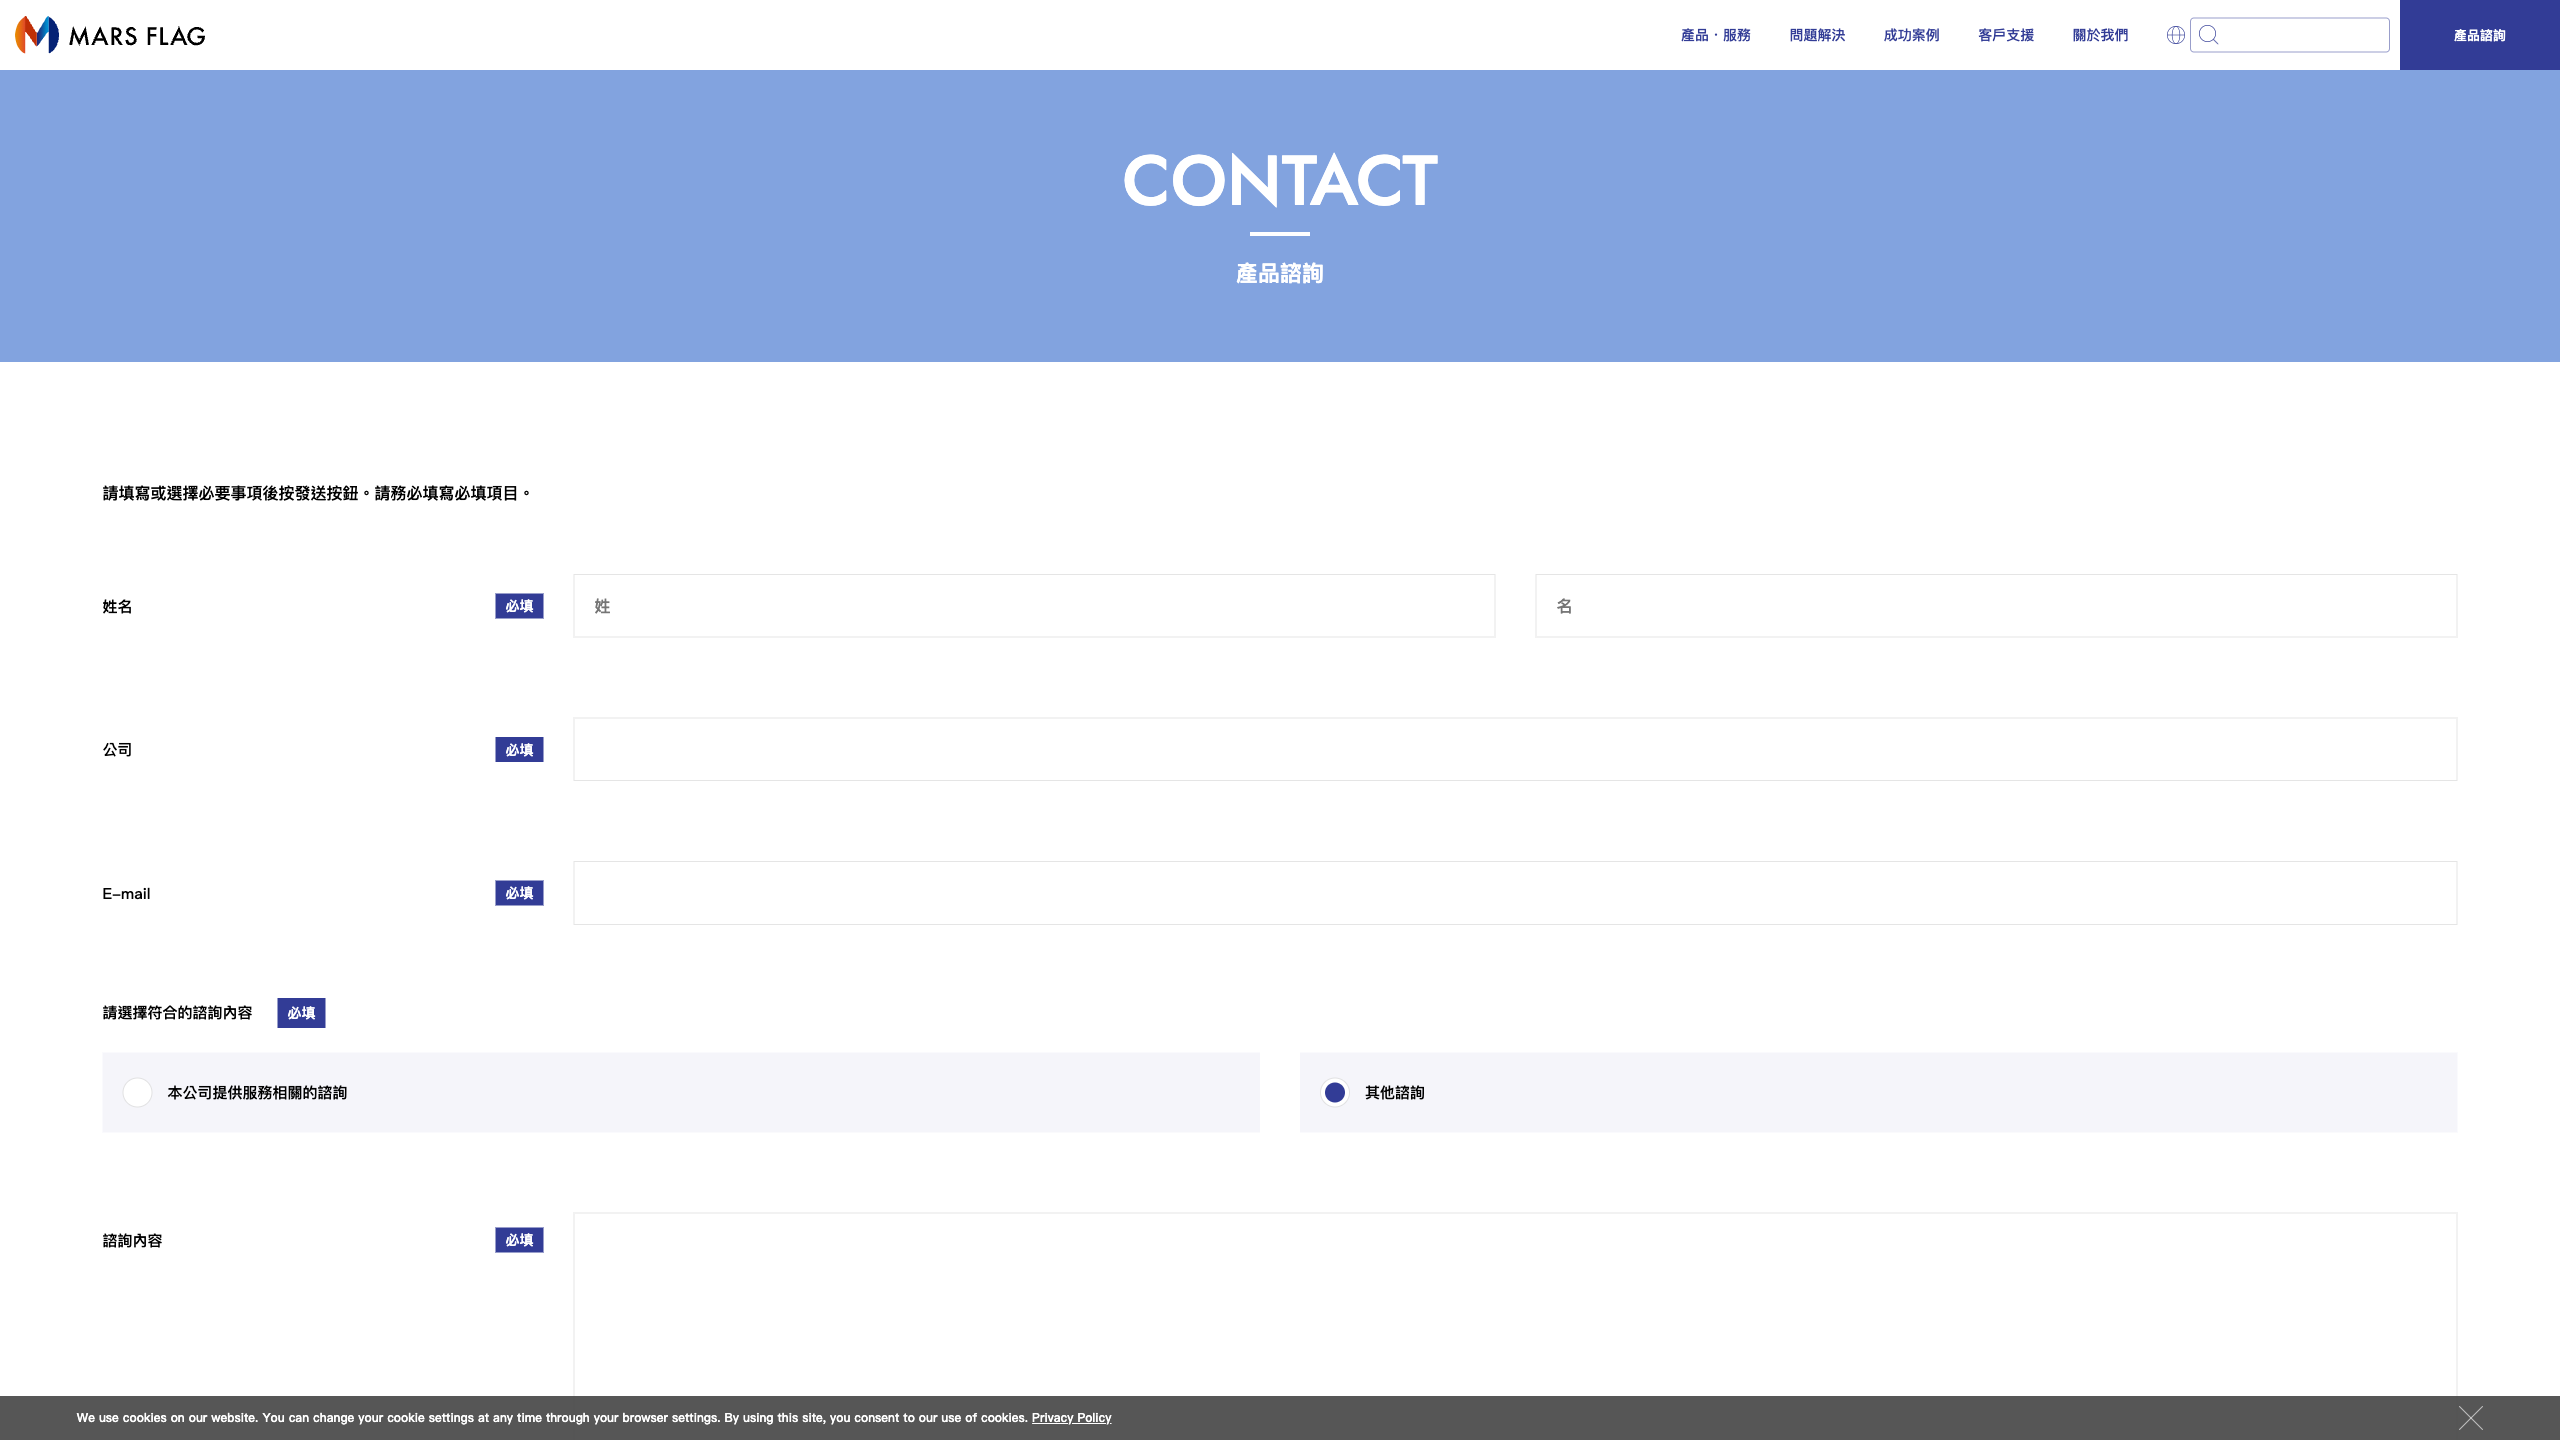 MARS FLAG
產品・服務
問題解決
成功案例
客戶支援
關於我們
產品諮詢
CONTACT
產品諮詢
請填寫或選擇必要事項後按發送按鈕。請務必填寫必填項目。
姓名 必填 姓 名
公司 必填
E-mail 必填
請選擇符合的諮詢內容 必填
本公司提供服務相關的諮詢 其他諮詢
諮詢內容 必填
We use cookies on our website. You can change your cookie settings at any time through your browser settings. By using this site, you consent to our use of cookies. Privacy Policy